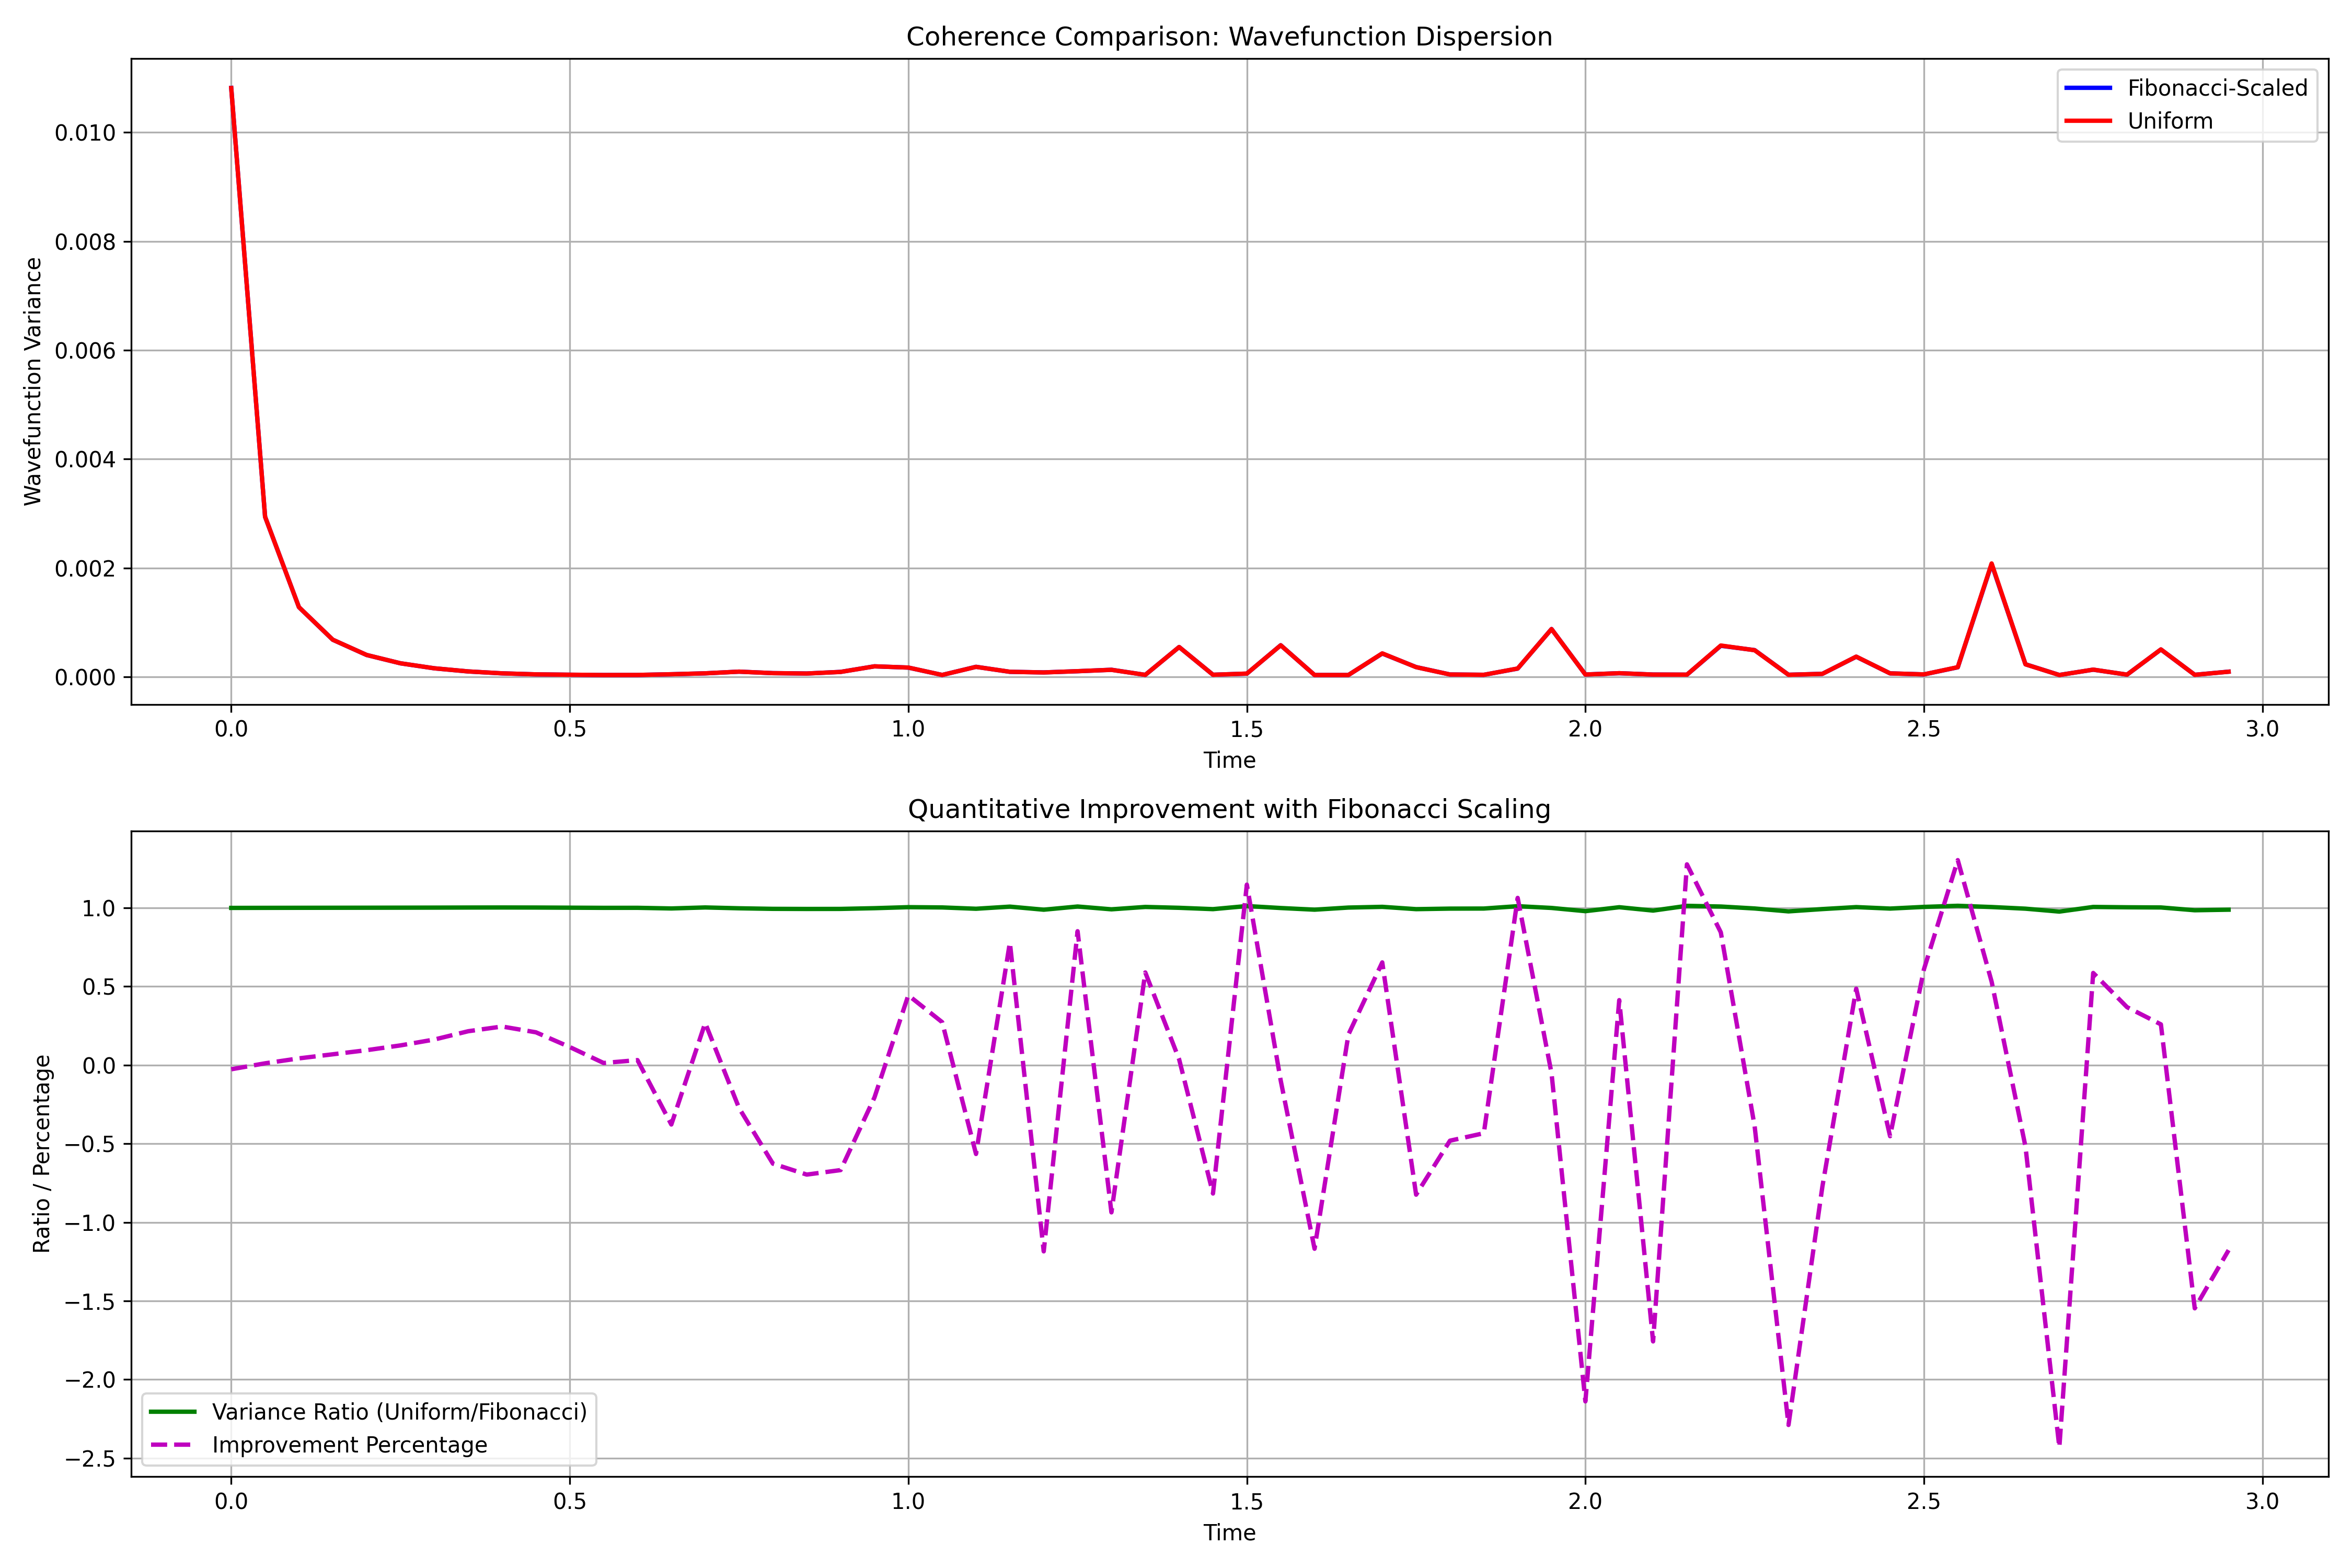 Coherence Comparison: Wavefunction Dispersion
Wavefunction Variance
0.010
0.008
0.006
0.004
0.002
0.000
Fibonacci-Scaled
Uniform
0.0 0.5 1.0 1.5 2.0 2.5 3.0
Time
Quantitative Improvement with Fibonacci Scaling
Ratio / Percentage
1.0
0.5
0.0
−0.5
−1.0
−1.5
−2.0
−2.5
Variance Ratio (Uniform/Fibonacci)
Improvement Percentage
0.0 0.5 1.0 1.5 2.0 2.5 3.0
Time